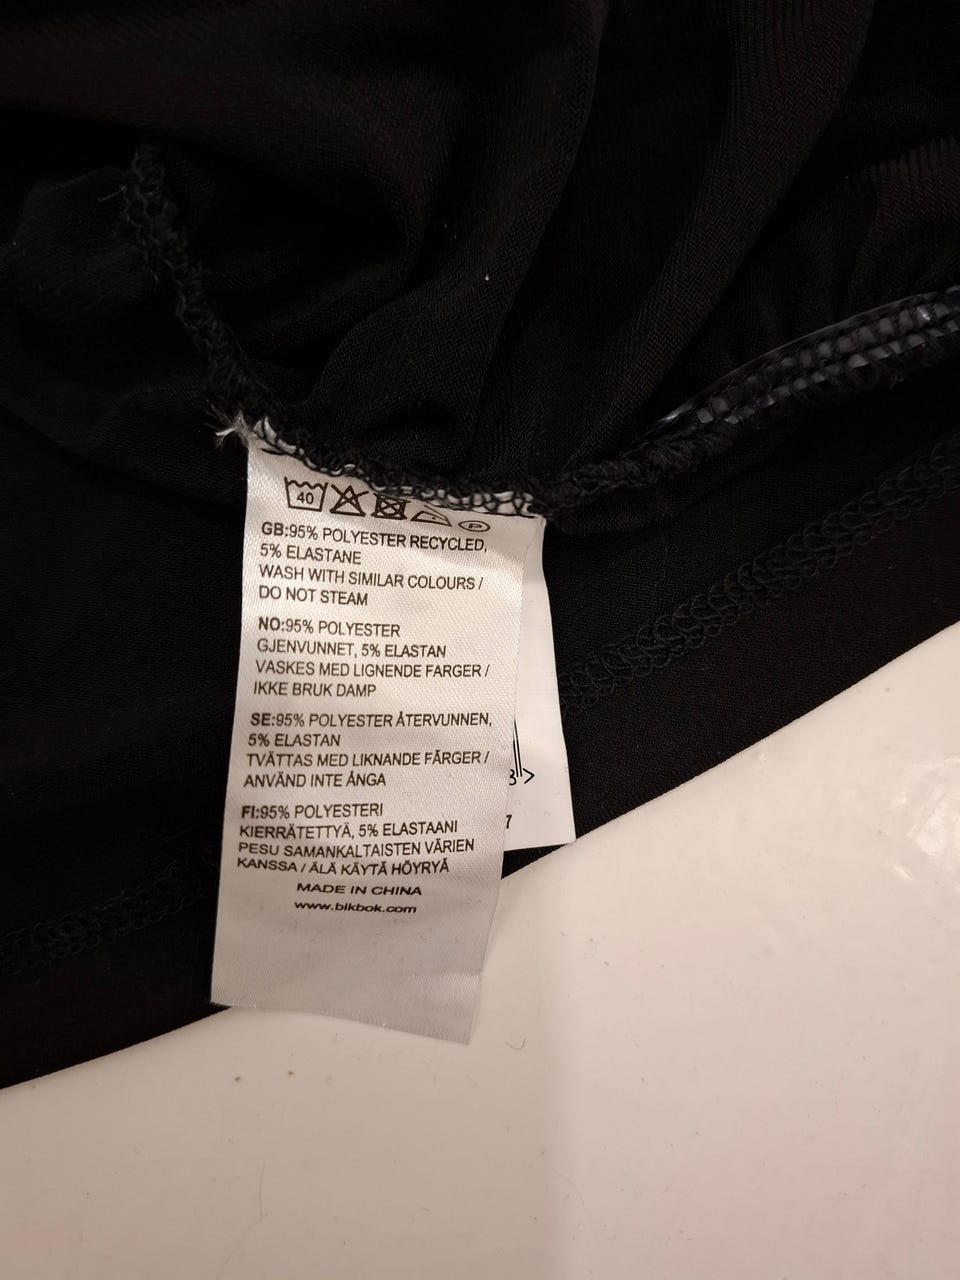 40
P
GB:95% POLYESTER RECYCLED,
5% ELASTANE
WASH WITH SIMILAR COLOURS /
DO NOT STEAM
NO:95% POLYESTER
GJENVUNNET, 5% ELASTAN
VASKES MED LIGNENDE FARGER /
IKKE BRUK DAMP
SE:95% POLYESTER ÅTERVUNNEN,
5% ELASTAN
TVÄTTAS MED LIKNANDE FÄRGER /
ANVÄND INTE ÅNGA
FI:95% POLYESTERI
KIERRÄTETTYÄ, 5% ELASTAANI
PESU SAMANKALTAISTEN VÄRIEN
KANSSA / ÄLÄ KÄYTÄ HÖYRYÄ
MADE IN CHINA
www.bikbok.com
7